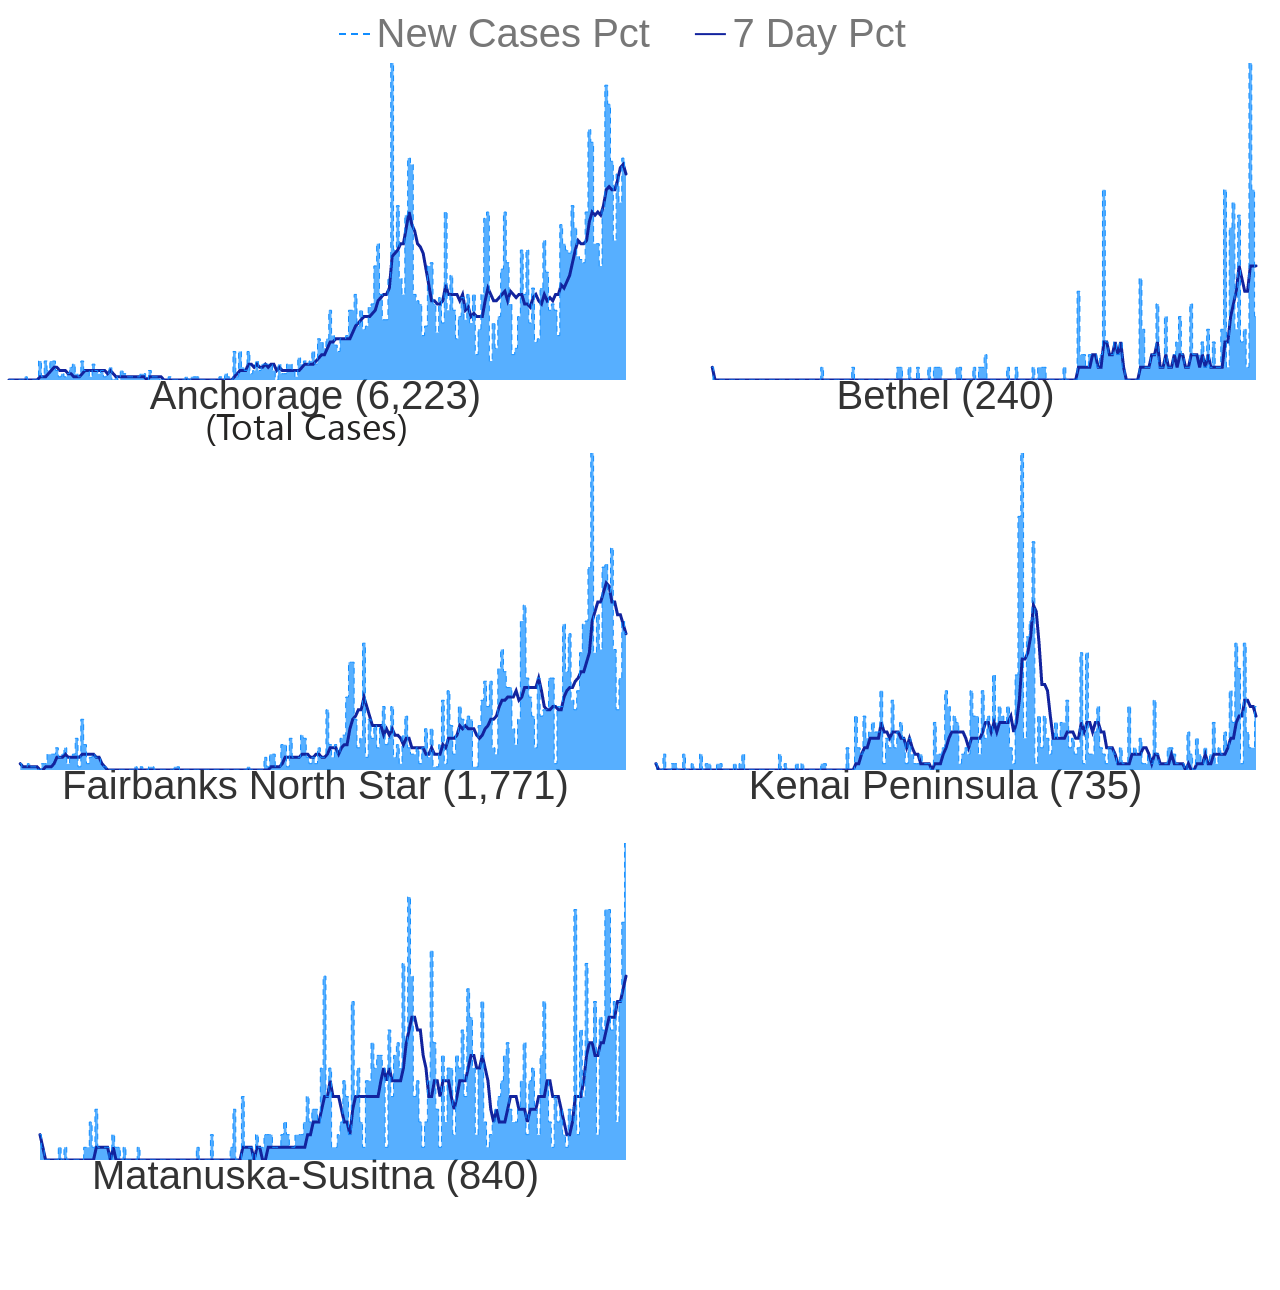 New Cases Pct 7 Day Pct
Anchorage (6,223) Bethel (240)
(Total Cases)
Fairbanks North Star (1,771) Kenai Peninsula (735)
Matanuska-Susitna (840)